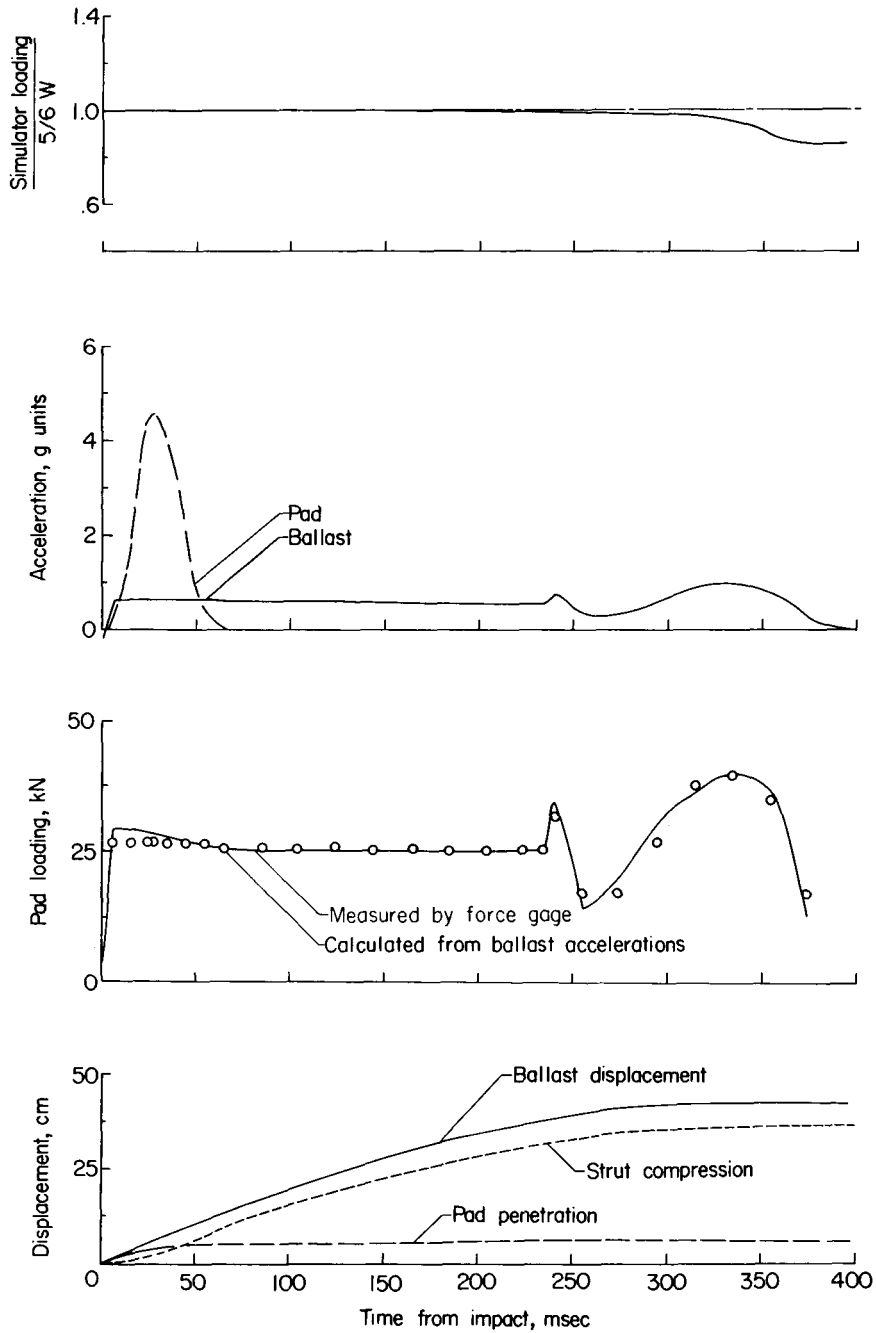 1.4
1.0
.6
Simulator loading
5/6 W
6
4
2
0
Acceleration, g units
Pad
Ballast
50
25
0
Pad loading, kN
Measured by force gage
Calculated from ballast accelerations
50
25
0
Displacement, cm
Ballast displacement
Strut compression
Pad penetration
50
100
150
200
250
300
350
400
Time from impact, msec